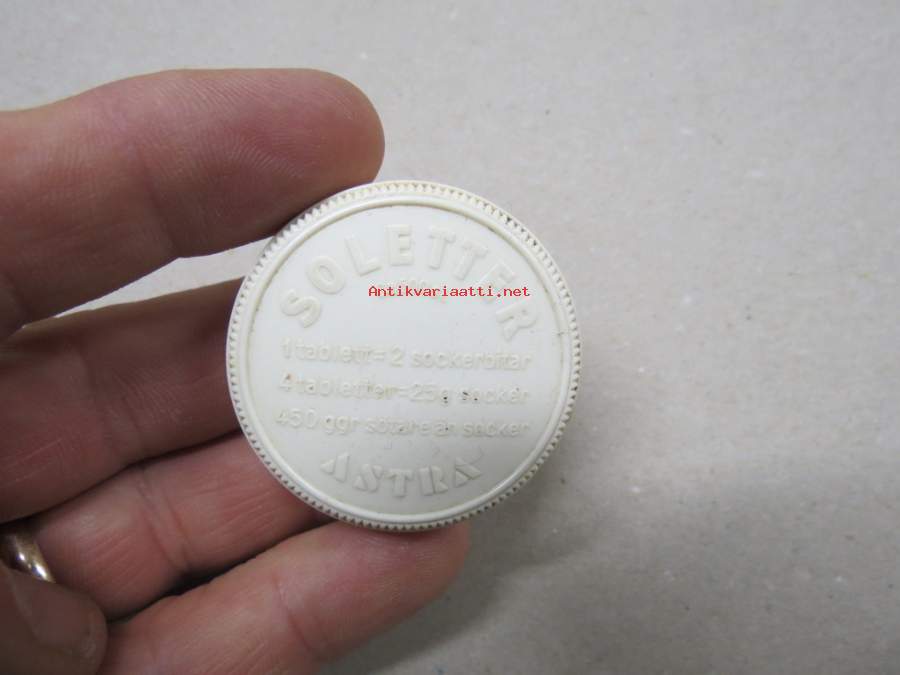 SOLETTER
Antikvariaatti.net
1 tablett = 2 sockerbitar
4 tabletter = 25 g socker
450 ggr sötare än socker
ASTRA